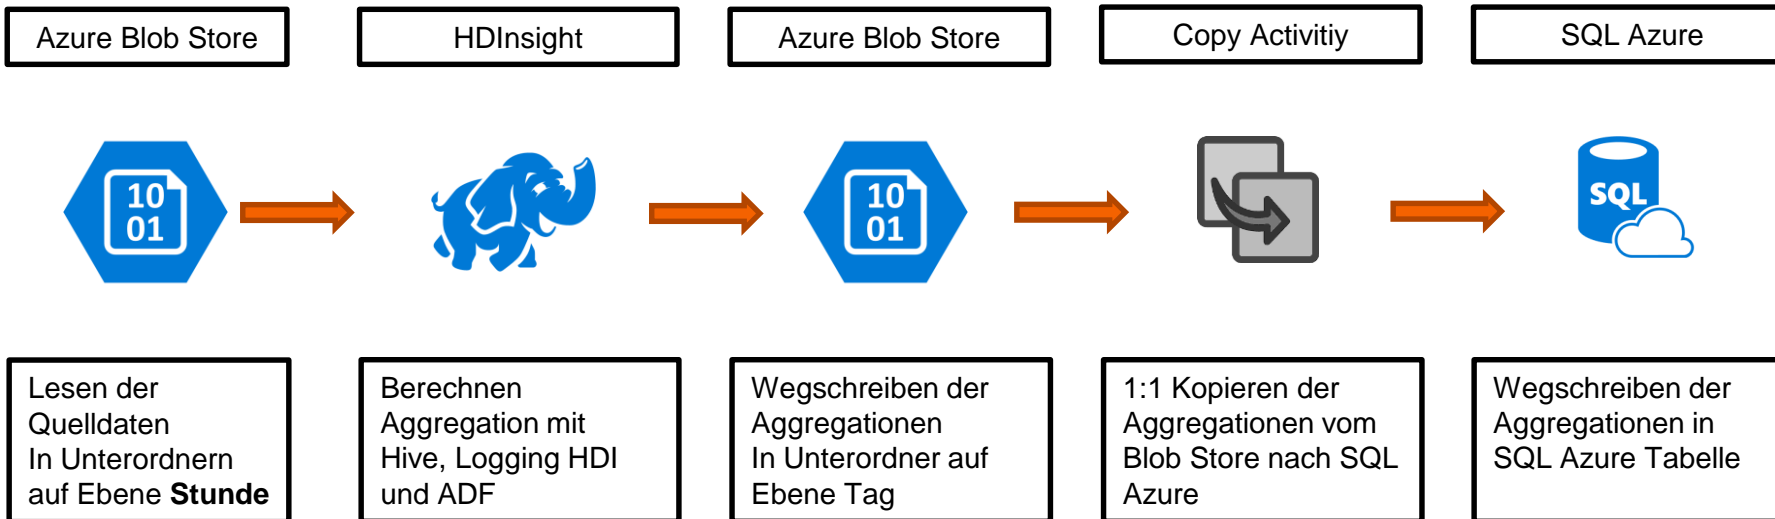 Azure Blob Store
HDInsight
Azure Blob Store
Copy Activitiy
SQL Azure
10
01
10
01
SQL
Lesen der
Quelldaten
In Unterordnern
auf Ebene Stunde
Berechnen
Aggregation mit
Hive, Logging HDI
und ADF
Wegschreiben der
Aggregationen
In Unterordner auf
Ebene Tag
1:1 Kopieren der
Aggregationen vom
Blob Store nach SQL
Azure
Wegschreiben der
Aggregationen in
SQL Azure Tabelle